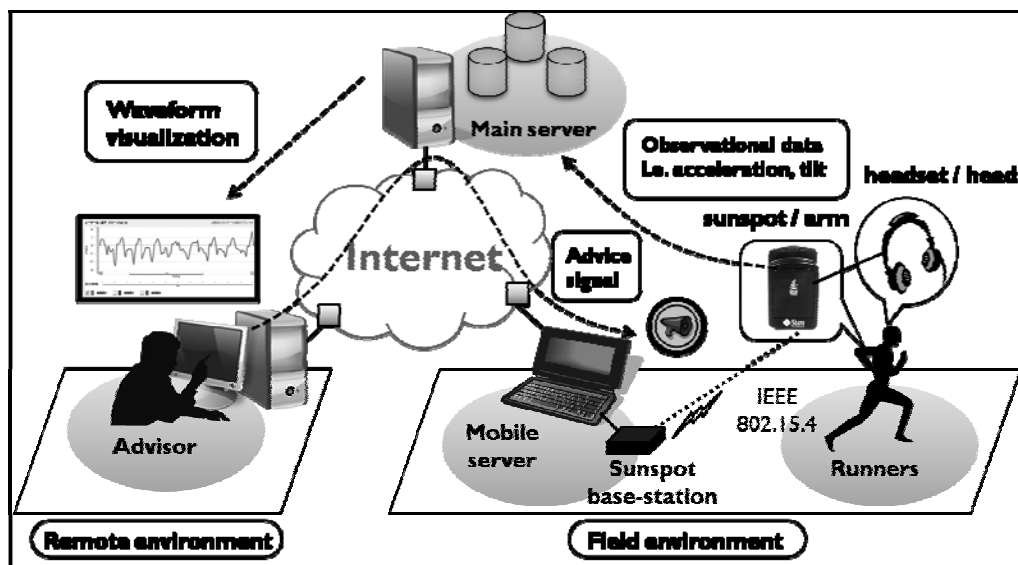 Waveform
visualization
Main server
Observational data
i.e. acceleration, tilt
headset / head
sunspot / arm
Internet
Advice
signal
Sun
IEEE
802.15.4
Advisor
Mobile
server
Sunspot
base-station
Runners
Remote environment
Field environment